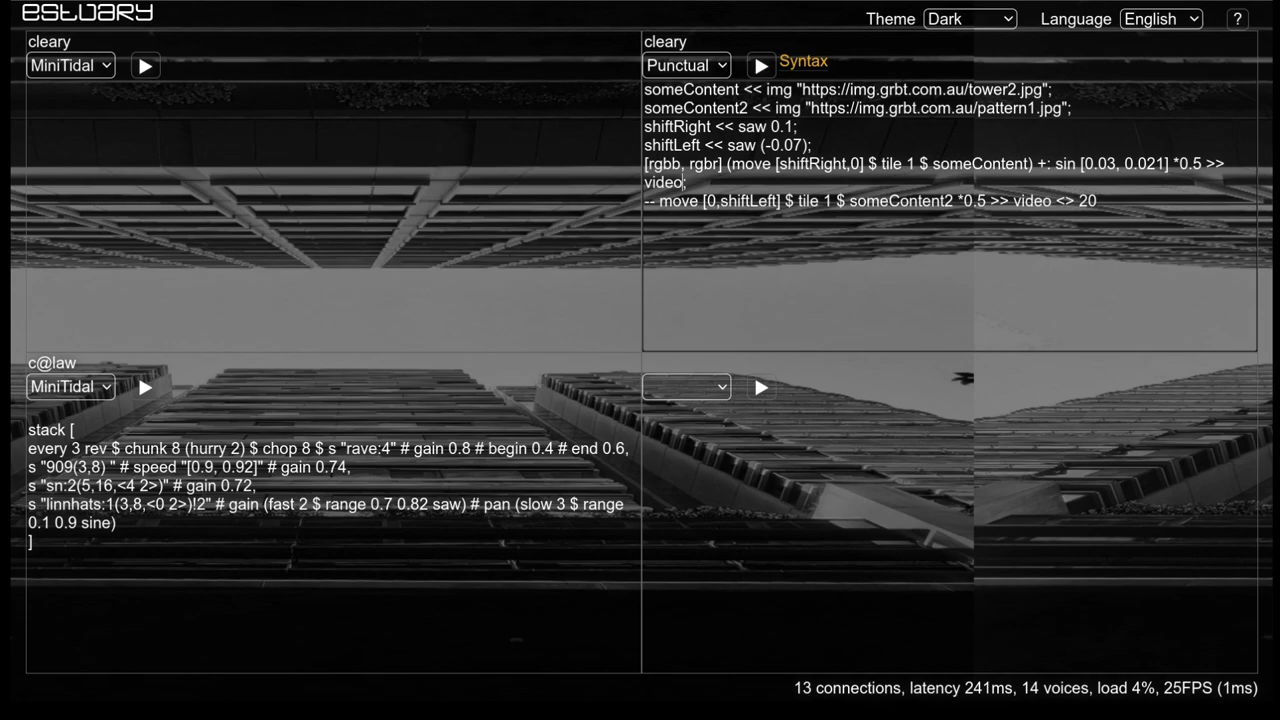 estuary
Theme Dark Language English ?
cleary
MiniTidal
cleary
Punctual Syntax
someContent << img "https://img.grbt.com.au/tower2.jpg";
someContent2 << img "https://img.grbt.com.au/pattern1.jpg";
shiftRight << saw 0.1;
shiftLeft << saw (-0.07);
[rgbb, rgbr] (move [shiftRight,0] $ tile 1 $ someContent) +: sin [0.03, 0.021] *0.5 >>
video;
-- move [0,shiftLeft] $ tile 1 $ someContent2 *0.5 >> video <> 20
c@law
MiniTidal
stack [
every 3 rev $ chunk 8 (hurry 2) $ chop 8 $ s "rave:4" # gain 0.8 # begin 0.4 # end 0.6,
s "909(3,8) " # speed "[0.9, 0.92]" # gain 0.74,
s "sn:2(5,16,<4 2>)" # gain 0.72,
s "linnhats:1(3,8,<0 2>)!2" # gain (fast 2 $ range 0.7 0.82 saw) # pan (slow 3 $ range
0.1 0.9 sine)
]
13 connections, latency 241ms, 14 voices, load 4%, 25FPS (1ms)